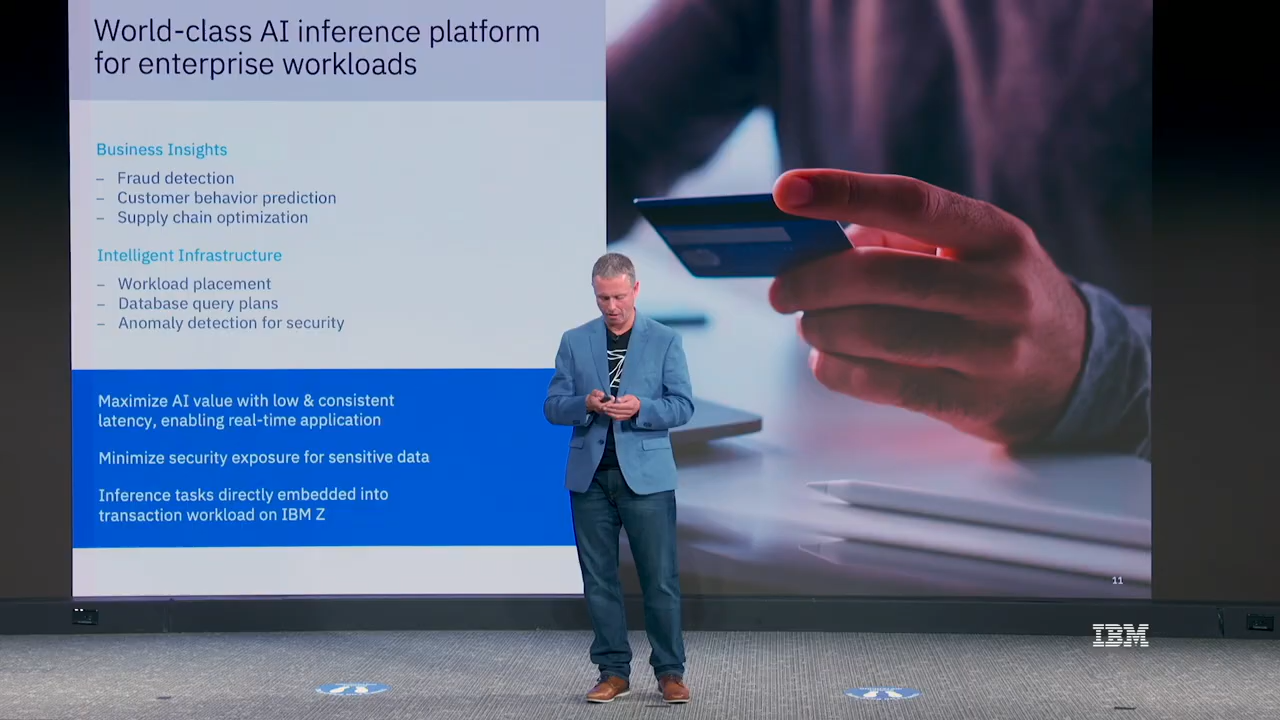 World-class AI inference platform
for enterprise workloads
Business Insights
– Fraud detection
– Customer behavior prediction
– Supply chain optimization
Intelligent Infrastructure
– Workload placement
– Database query plans
– Anomaly detection for security
Maximize AI value with low & consistent
latency, enabling real-time application
Minimize security exposure for sensitive data
Inference tasks directly embedded into
transaction workload on IBM Z
11
IBM